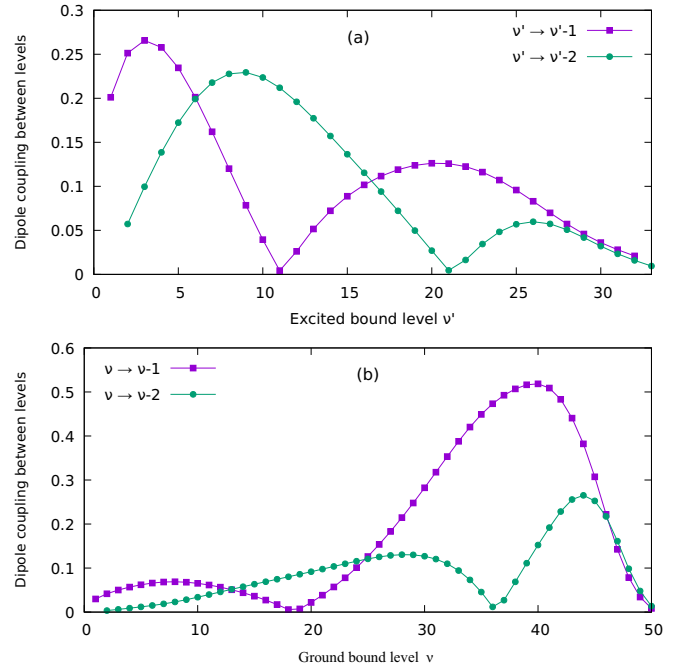 (a)
ν' → ν'-1
ν' → ν'-2
Dipole coupling between levels
0.3
0.25
0.2
0.15
0.1
0.05
0
0 5 10 15 20 25 30
Excited bound level ν'
(b)
ν → ν-1
ν → ν-2
Dipole coupling between levels
0.6
0.5
0.4
0.3
0.2
0.1
0
0 10 20 30 40 50
Ground bound level ν